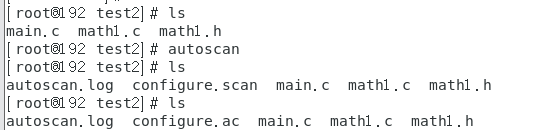 [root@192 test2]# ls
main.c  math1.c  math1.h
[root@192 test2]# autoscan
[root@192 test2]# ls
autoscan.log  configure.scan  main.c  math1.c  math1.h
[root@192 test2]# ls
autoscan.log  configure.ac  main.c  math1.c  math1.h